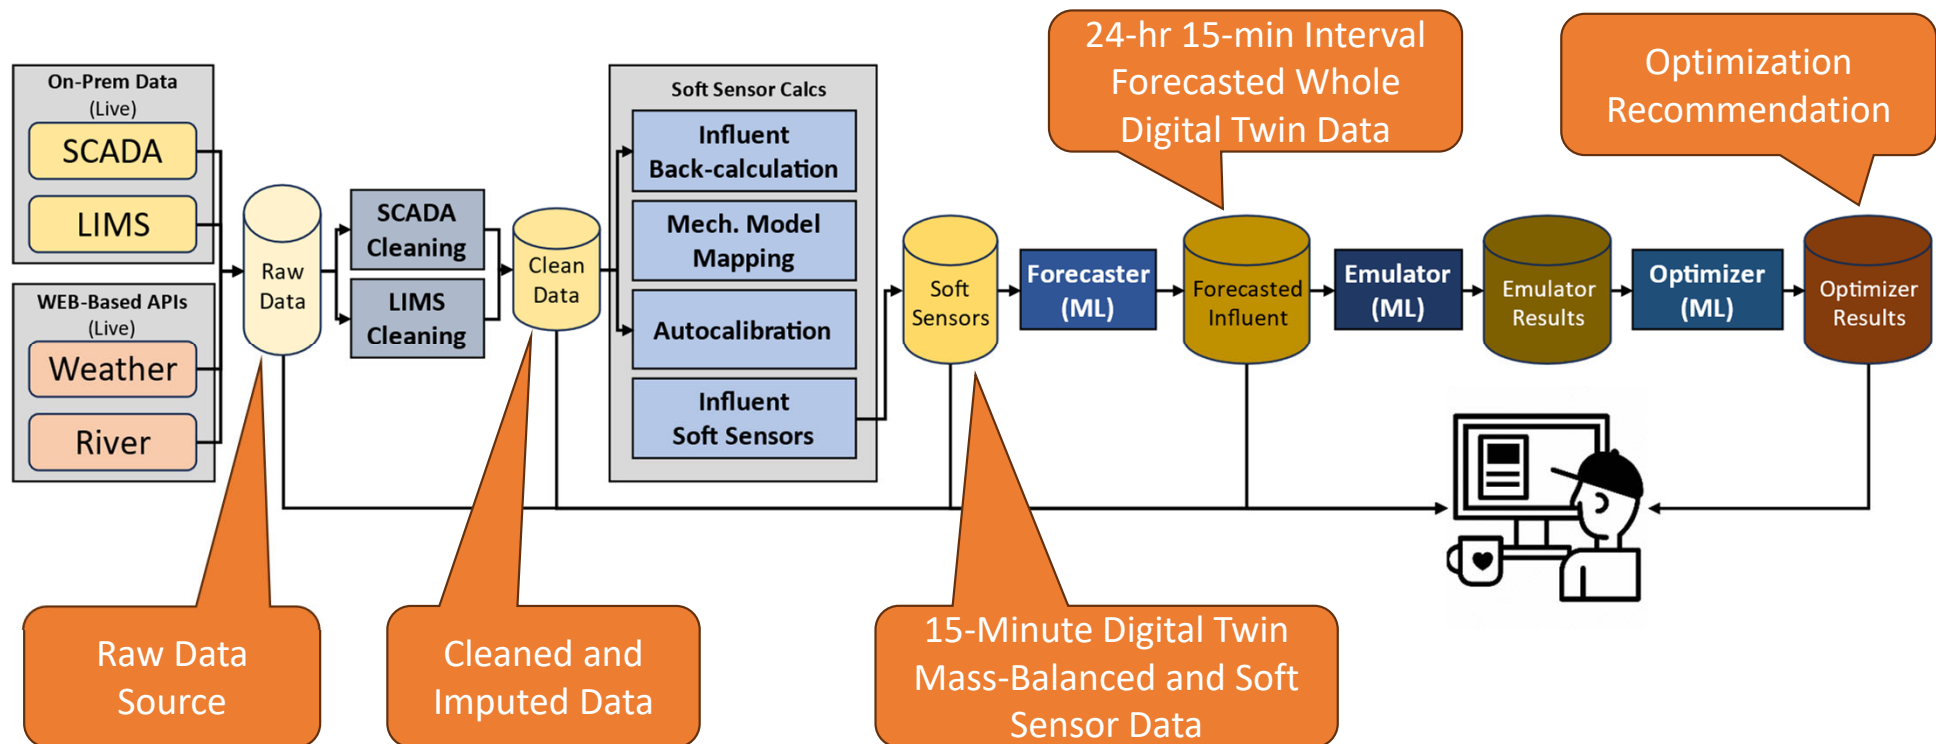 On-Prem Data
(Live)
SCADA
LIMS
WEB-Based APIs
(Live)
Weather
River
Raw
Data
SCADA
Cleaning
LIMS
Cleaning
Clean
Data
Soft Sensor Calcs
Influent
Back-calculation
Mech. Model
Mapping
Autocalibration
Influent
Soft Sensors
Soft
Sensors
Forecaster
(ML)
Forecasted
Influent
Emulator
(ML)
Emulator
Results
Optimizer
(ML)
Optimizer
Results
24-hr 15-min Interval
Forecasted Whole
Digital Twin Data
Optimization
Recommendation
Raw Data
Source
Cleaned and
Imputed Data
15-Minute Digital Twin
Mass-Balanced and Soft
Sensor Data